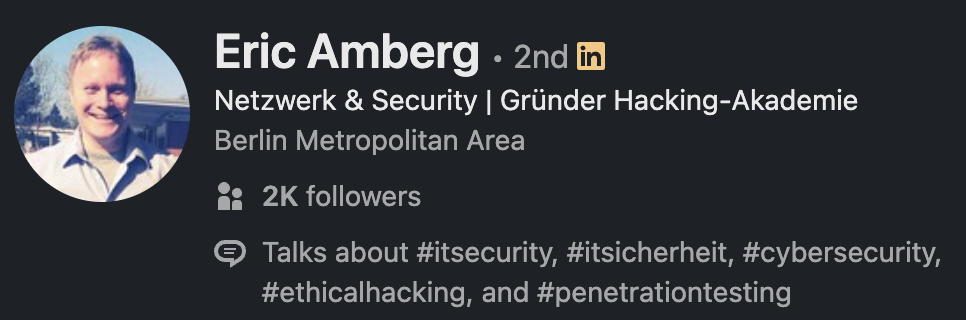 Eric Amberg • 2nd in
Netzwerk & Security | Gründer Hacking-Akademie
Berlin Metropolitan Area
2K followers
Talks about #itsecurity, #itsicherheit, #cybersecurity,
#ethicalhacking, and #penetrationtesting